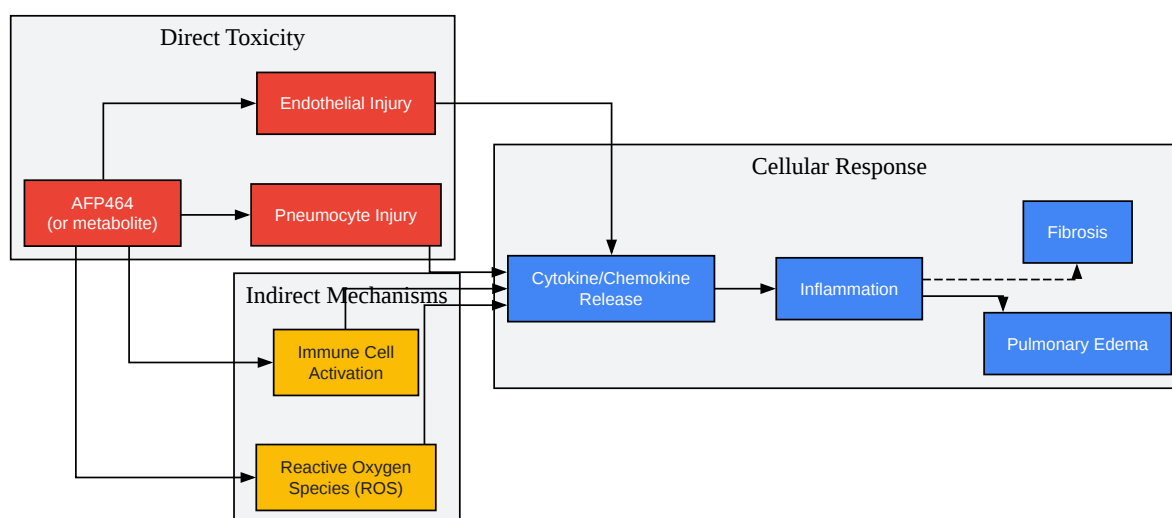 Direct Toxicity
Endothelial Injury
AFP464
(or metabolite)
Pneumocyte Injury
Indirect Mechanisms
Immune Cell
Activation
Reactive Oxygen
Species (ROS)
Cellular Response
Cytokine/Chemokine
Release
Inflammation
Fibrosis
Pulmonary Edema